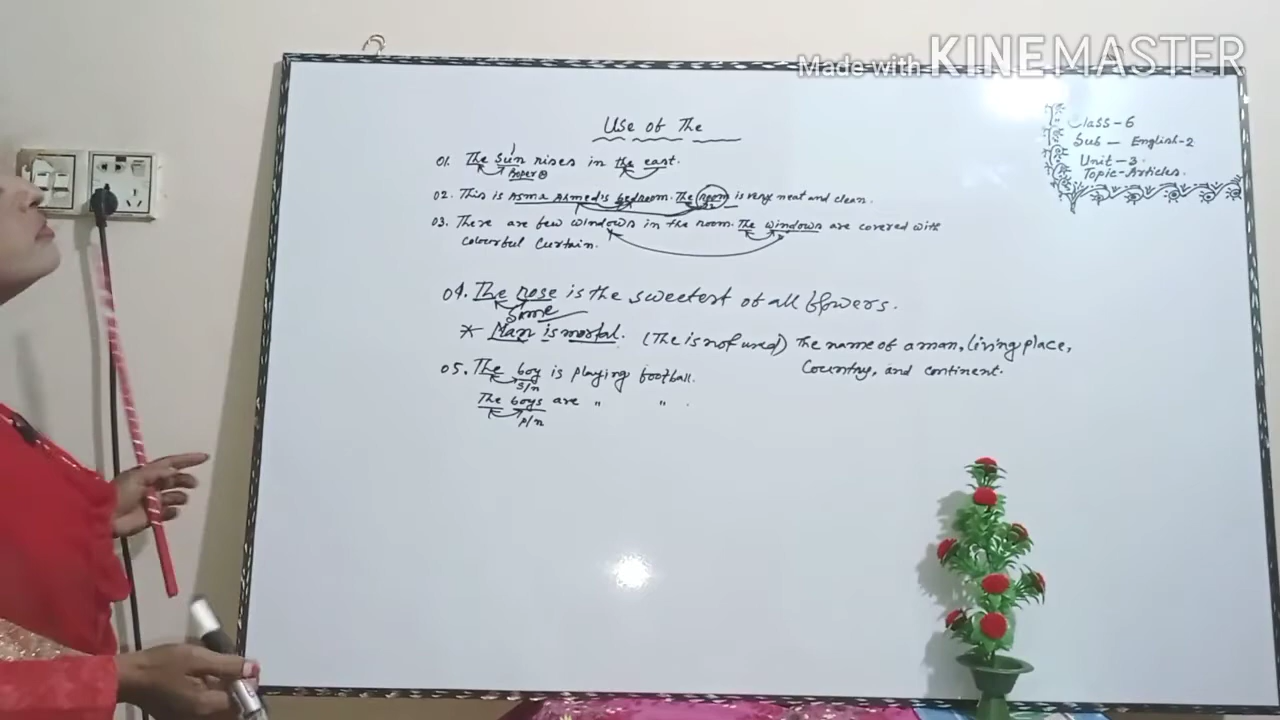 Made with KINEMASTER
Use of The
Class-6
Sub - English-2
Unit-3
Topic-Articles.
01. The sun rises in the east.
1
02. This is Asma Ahmed's bedroom. The room is very neat and clean.
03. There are few windows in the room. The windows are covered with
colourful curtain.
04. The rose is the sweetest of all flowers.
Some
* Man is mortal. (The is not used) The name of a man, living place,
Country, and continent.
05. The boy is playing football.
S/n
The boys are " " .
P/n